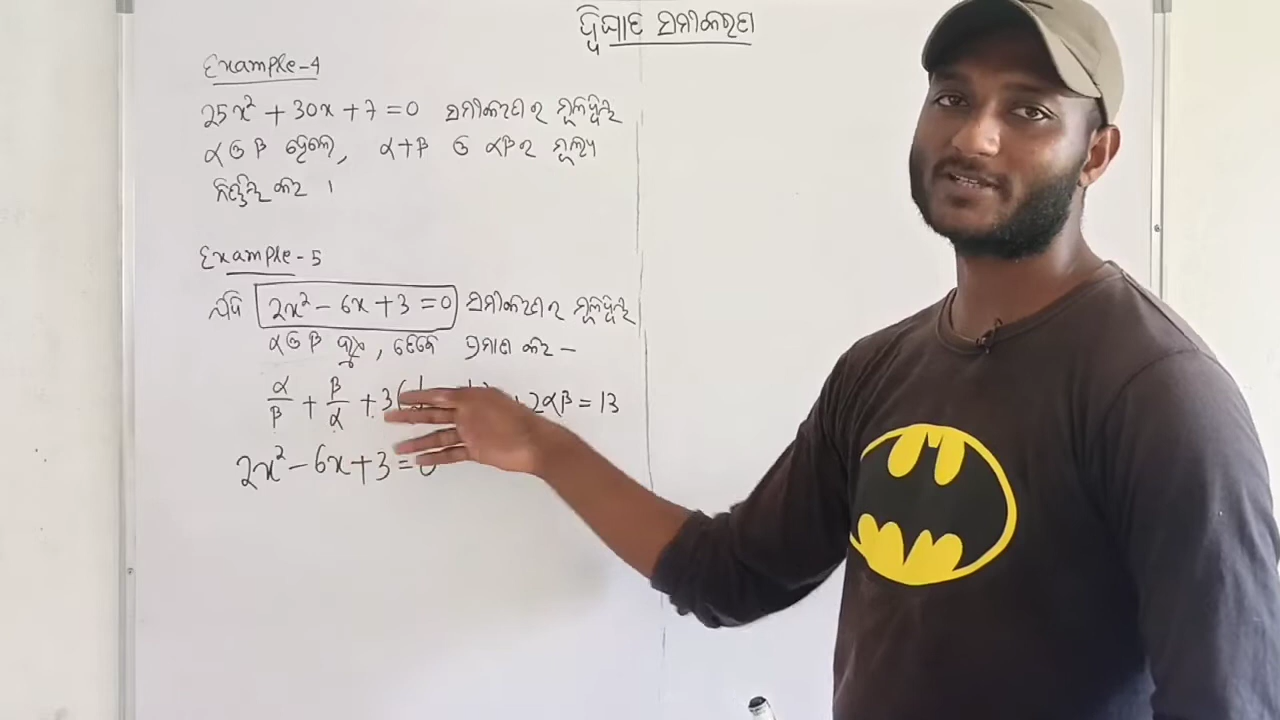 ଦ୍ୱିଘାତ ସମୀକରଣ
Example-4
25x² + 30x + 7 = 0 ସମୀକରଣର ମୂଳଦ୍ୱୟ
α ଓ β ହେଲେ, α+β ଓ αβର ମୂଲ୍ୟ
ନିର୍ଣ୍ଣୟ କର ।
Example-5
ଯଦି 2x² − 6x + 3 = 0 ସମୀକରଣର ମୂଳଦ୍ୱୟ
α ଓ β ହୁଏ, ତେବେ ପ୍ରମାଣ କର −
α/β + β/α + 3( + 2αβ = 13
2x² − 6x + 3 = 0